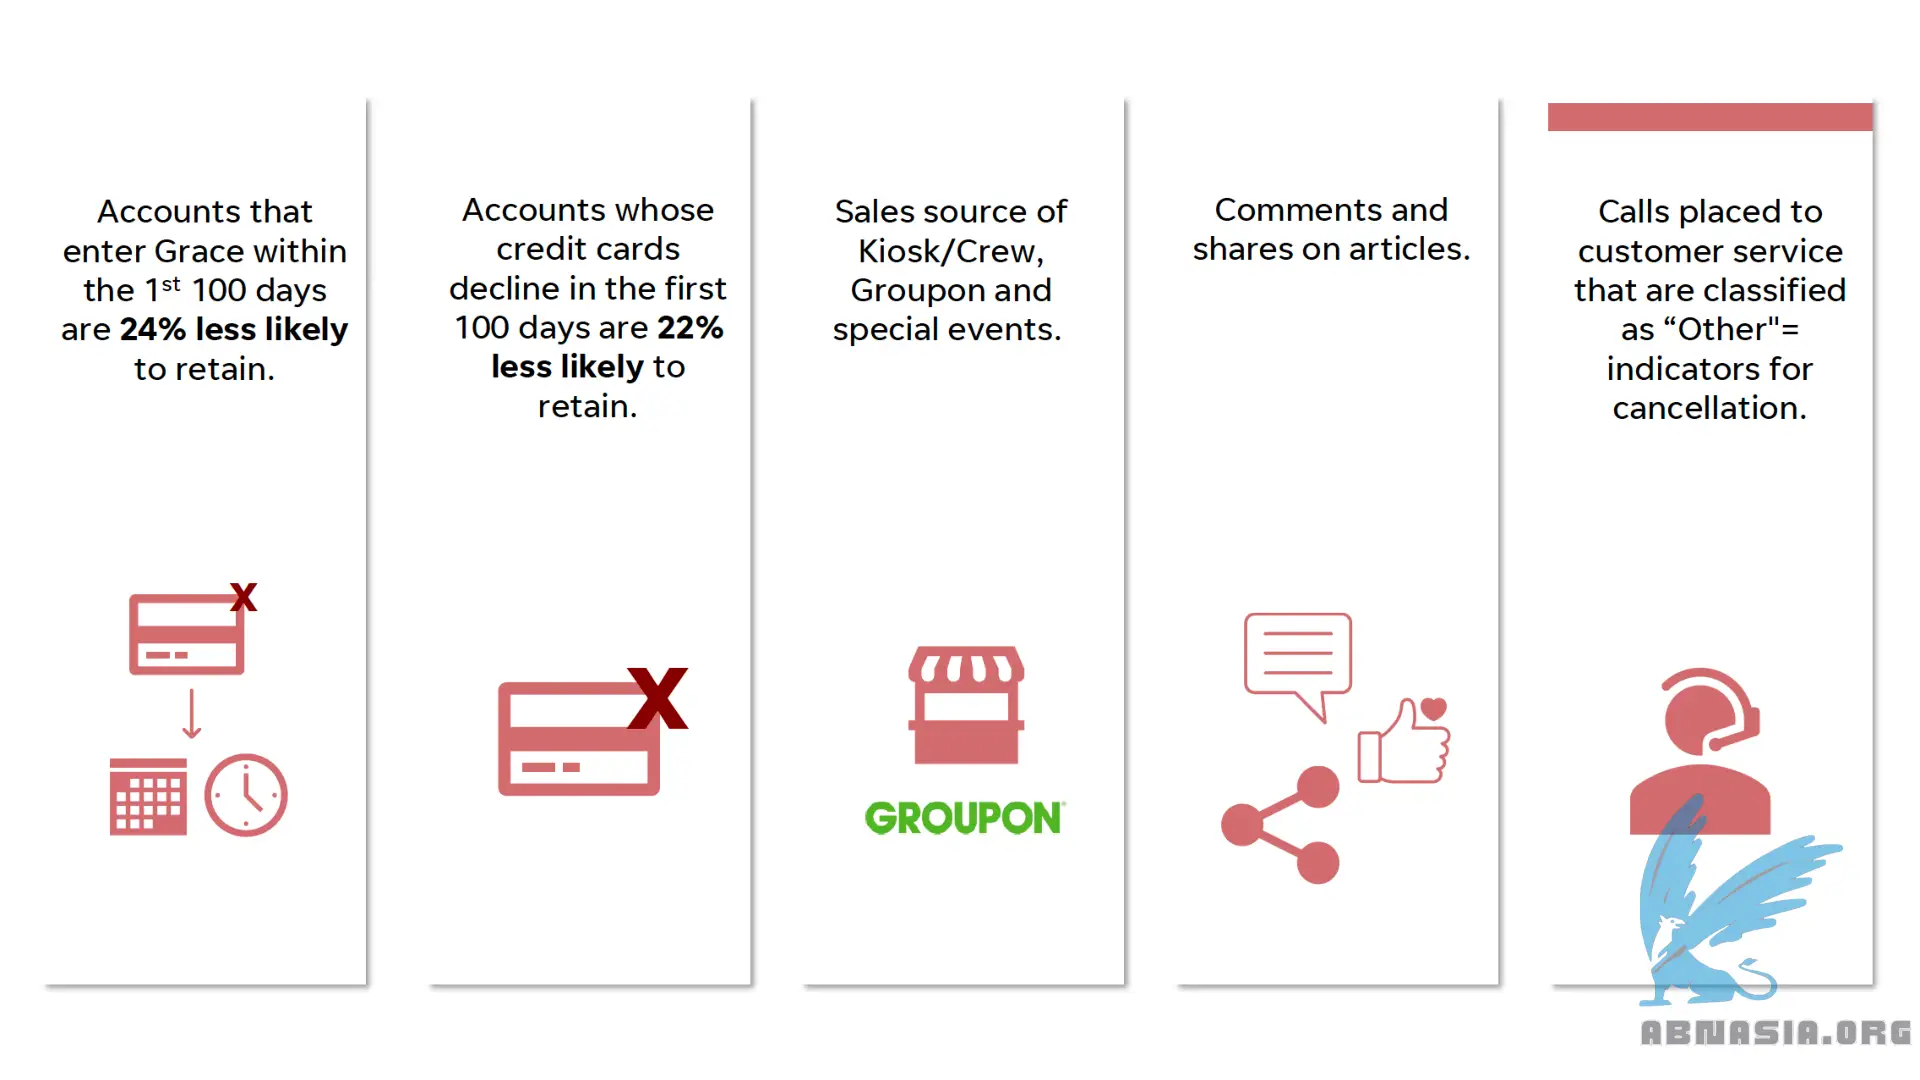 Accounts that
enter Grace within
the 1st 100 days
are 24% less likely
to retain.
Accounts whose
credit cards
decline in the first
100 days are 22%
less likely to
retain.
Sales source of
Kiosk/Crew,
Groupon and
special events.
Comments and
shares on articles.
Calls placed to
customer service
that are classified
as “Other"=
indicators for
cancellation.
X
X
GROUPON
ABNASIA.ORG